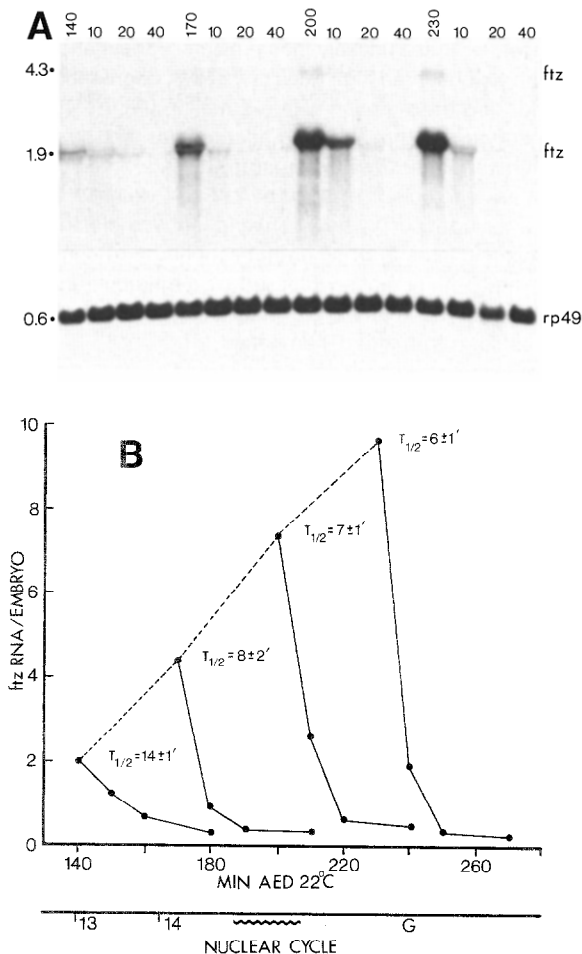 A
140 10 20 40 170 10 20 40 200 10 20 40 230 10 20 40
4.3• ftz
1.9• ftz
0.6• rp49
B
10
8
6
4
2
0
ftz RNA/EMBRYO
T1/2=6±1'
T1/2=7±1'
T1/2=8±2'
T1/2=14±1'
140 180 220 260
MIN AED 22°C
13 14 G
NUCLEAR CYCLE